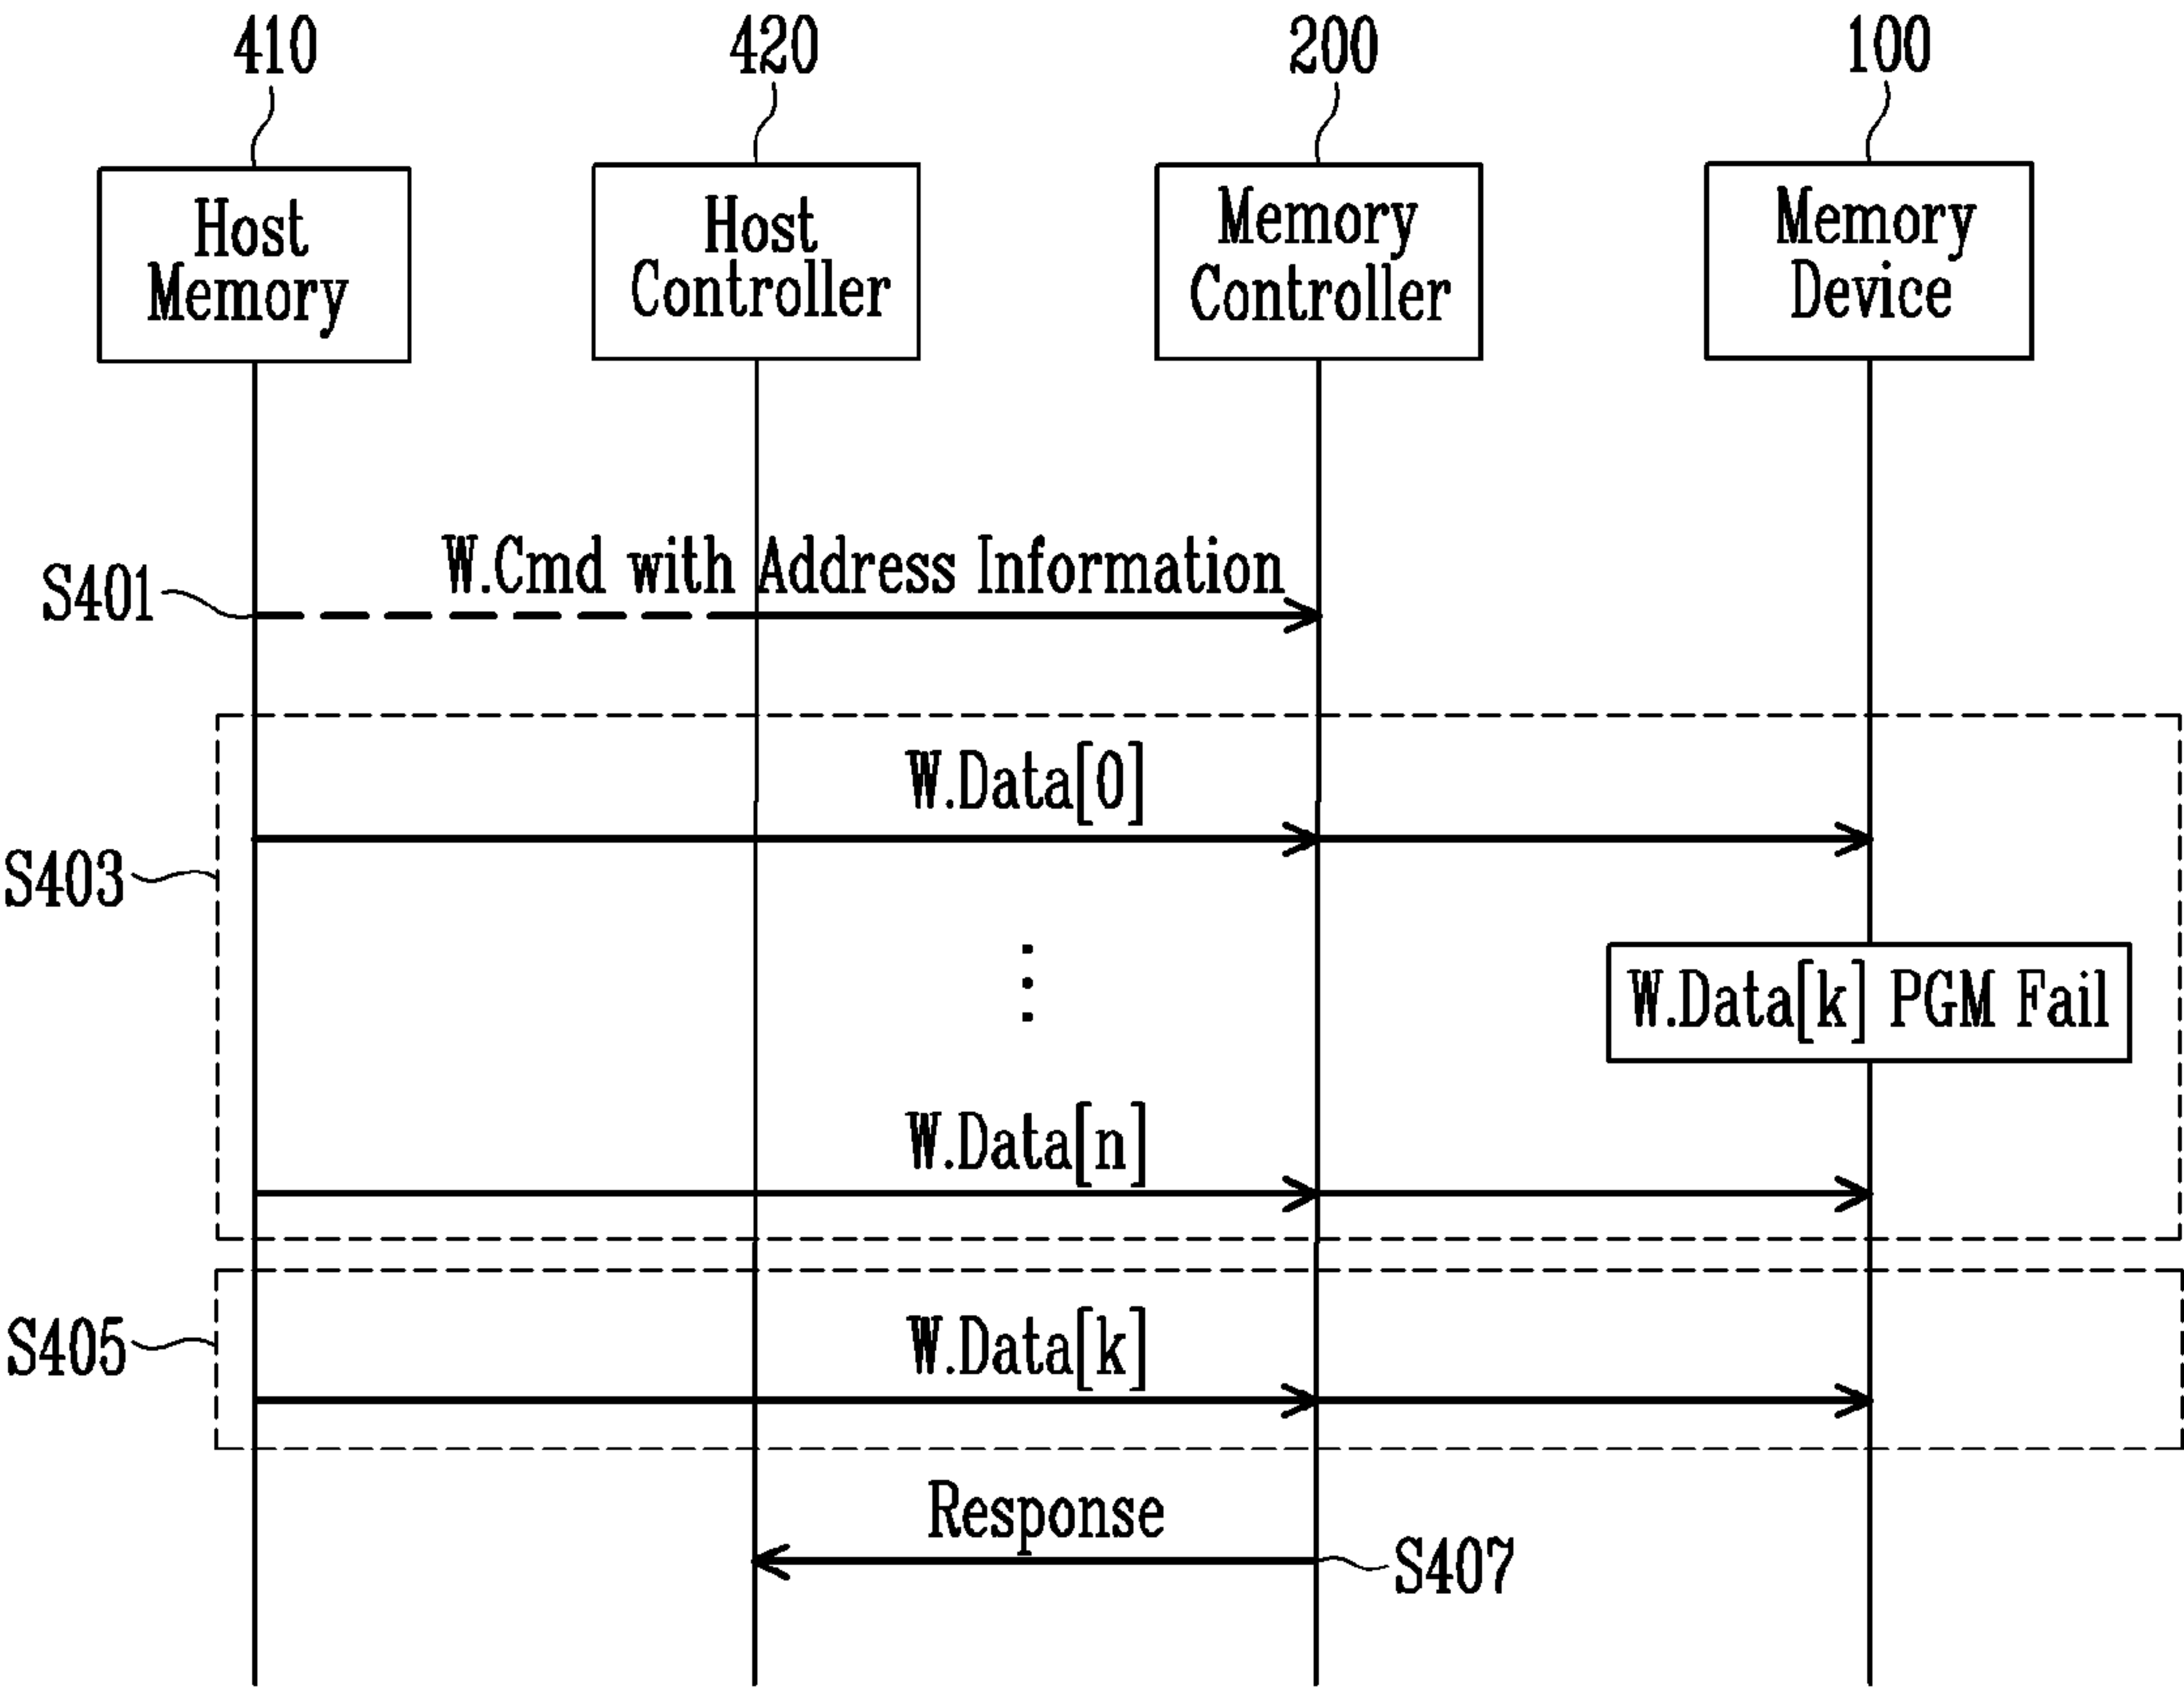 410
420
200
100
Host
Memory
Host
Controller
Memory
Controller
Memory
Device
W.Cmd with Address Information
S401
W.Data[0]
S403
W.Data[k] PGM Fail
W.Data[n]
W.Data[k]
S405
Response
S407